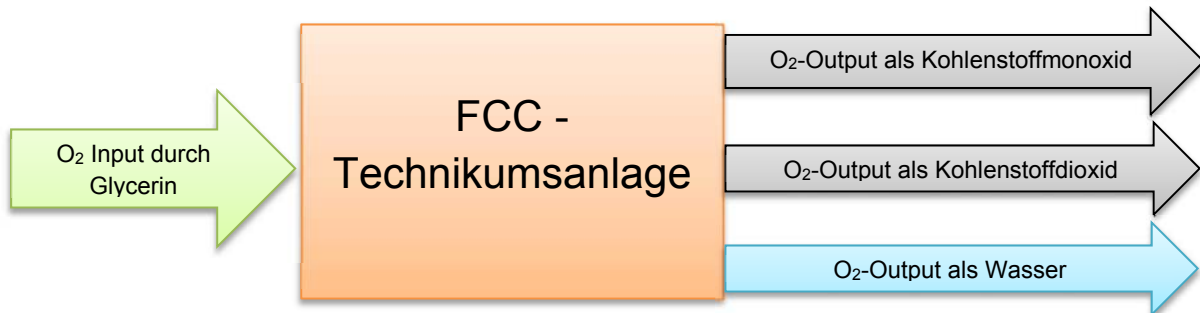 O₂-Output als Kohlenstoffmonoxid
FCC -
Technikumsanlage
O₂ Input durch
Glycerin
O₂-Output als Kohlenstoffdioxid
O₂-Output als Wasser